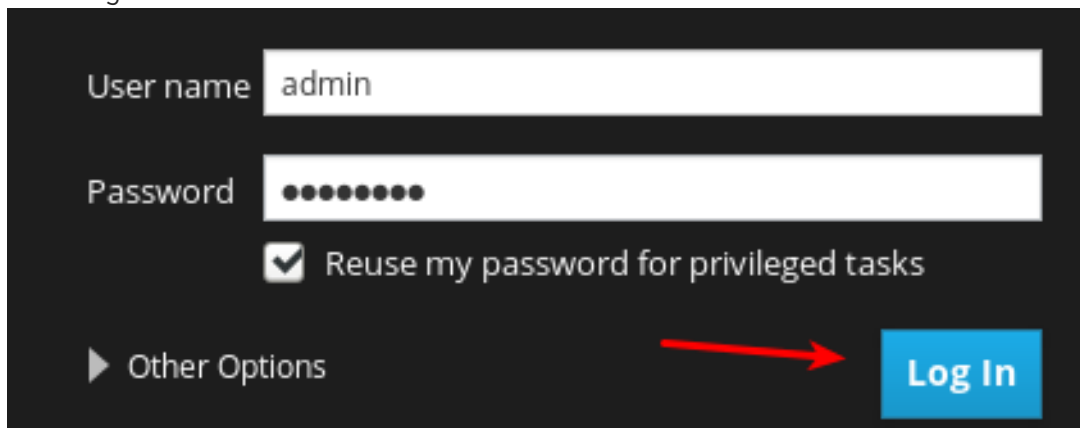 User name admin
Password ●●●●●●●●
Reuse my password for privileged tasks
Other Options
Log In